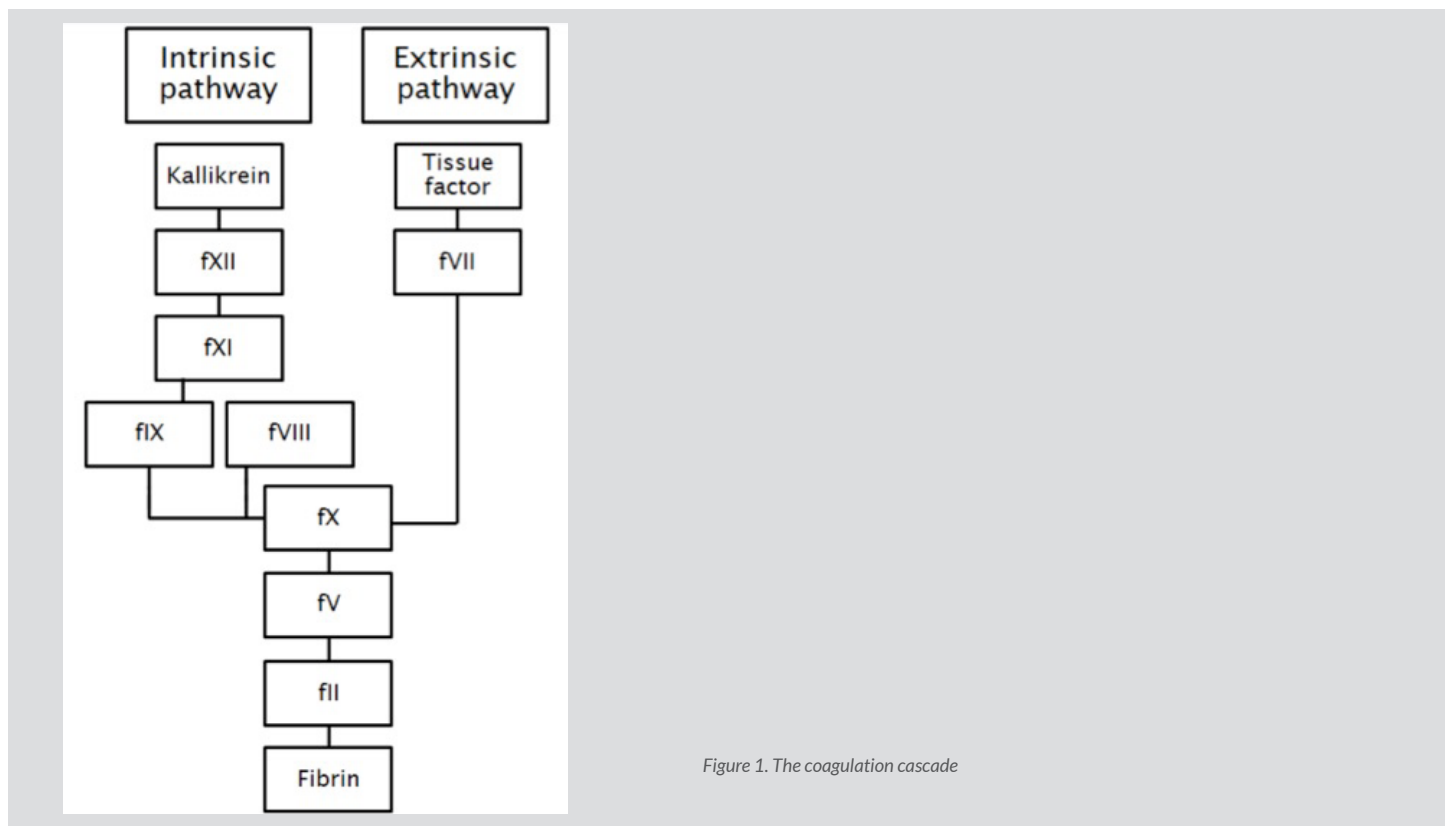 Intrinsic
pathway
Extrinsic
pathway
Kallikrein
Tissue
factor
fXII
fVII
fXI
fIX
fVIII
fX
fV
fII
Fibrin
Figure 1. The coagulation cascade